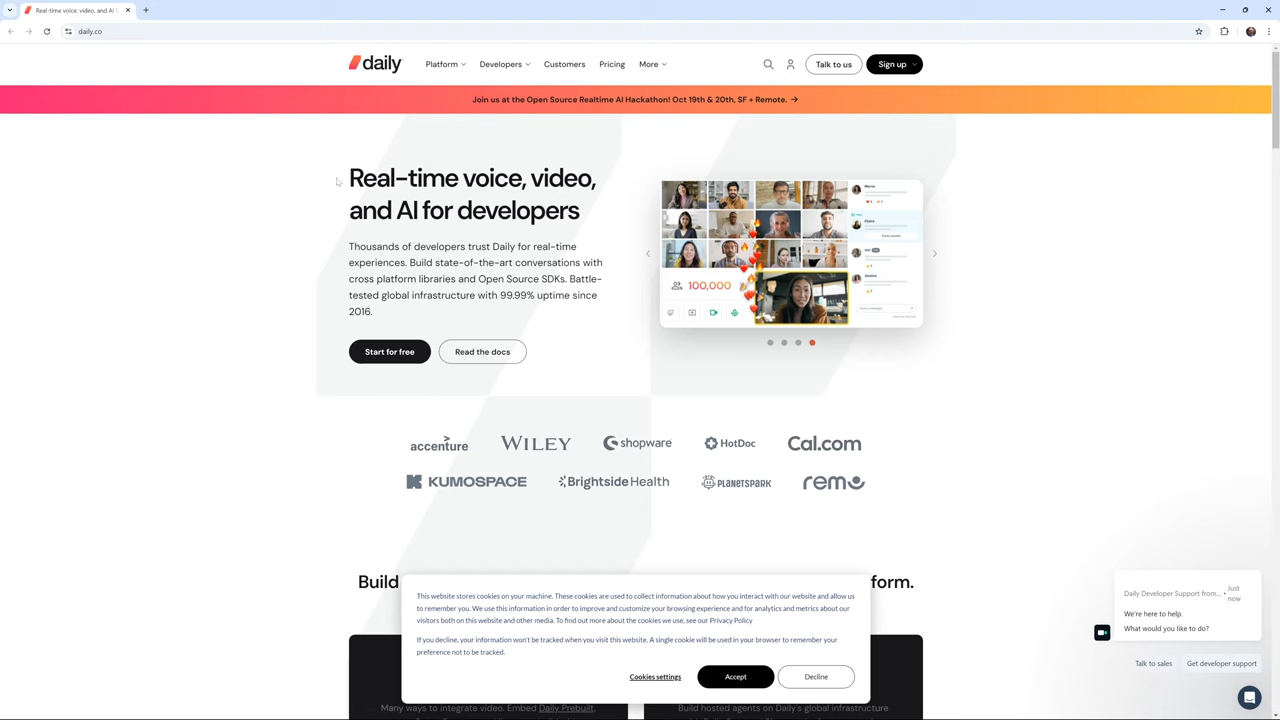 Real-time voice, video, and AI f
daily.co
daily
Platform
Developers
Customers
Pricing
More
Talk to us
Sign up
Join us at the Open Source Realtime AI Hackathon! Oct 19th & 20th, SF + Remote. →
Real-time voice, video,
and AI for developers
Thousands of developers trust Daily for real-time
experiences. Build state-of-the-art conversations with
cross platform libraries and Open Source SDKs. Battle-
tested global infrastructure with 99.99% uptime since
2016.
Start for free
Read the docs
100,000
accenture
WILEY
shopware
HotDoc
Cal.com
KUMOSPACE
Brightside Health
PLANETSPARK
remo
Build
form.
This website stores cookies on your machine. These cookies are used to collect information about how you interact with our website and allow us
to remember you. We use this information in order to improve and customize your browsing experience and for analytics and metrics about our
visitors both on this website and other media. To find out more about the cookies we use, see our Privacy Policy
If you decline, your information won't be tracked when you visit this website. A single cookie will be used in your browser to remember your
preference not to be tracked.
Cookies settings
Accept
Decline
Many ways to integrate video. Embed Daily Prebuilt,
Build hosted agents on Daily's global infrastructure
Daily Developer Support from... • Just
now
We're here to help.
What would you like to do?
Talk to sales
Get developer support